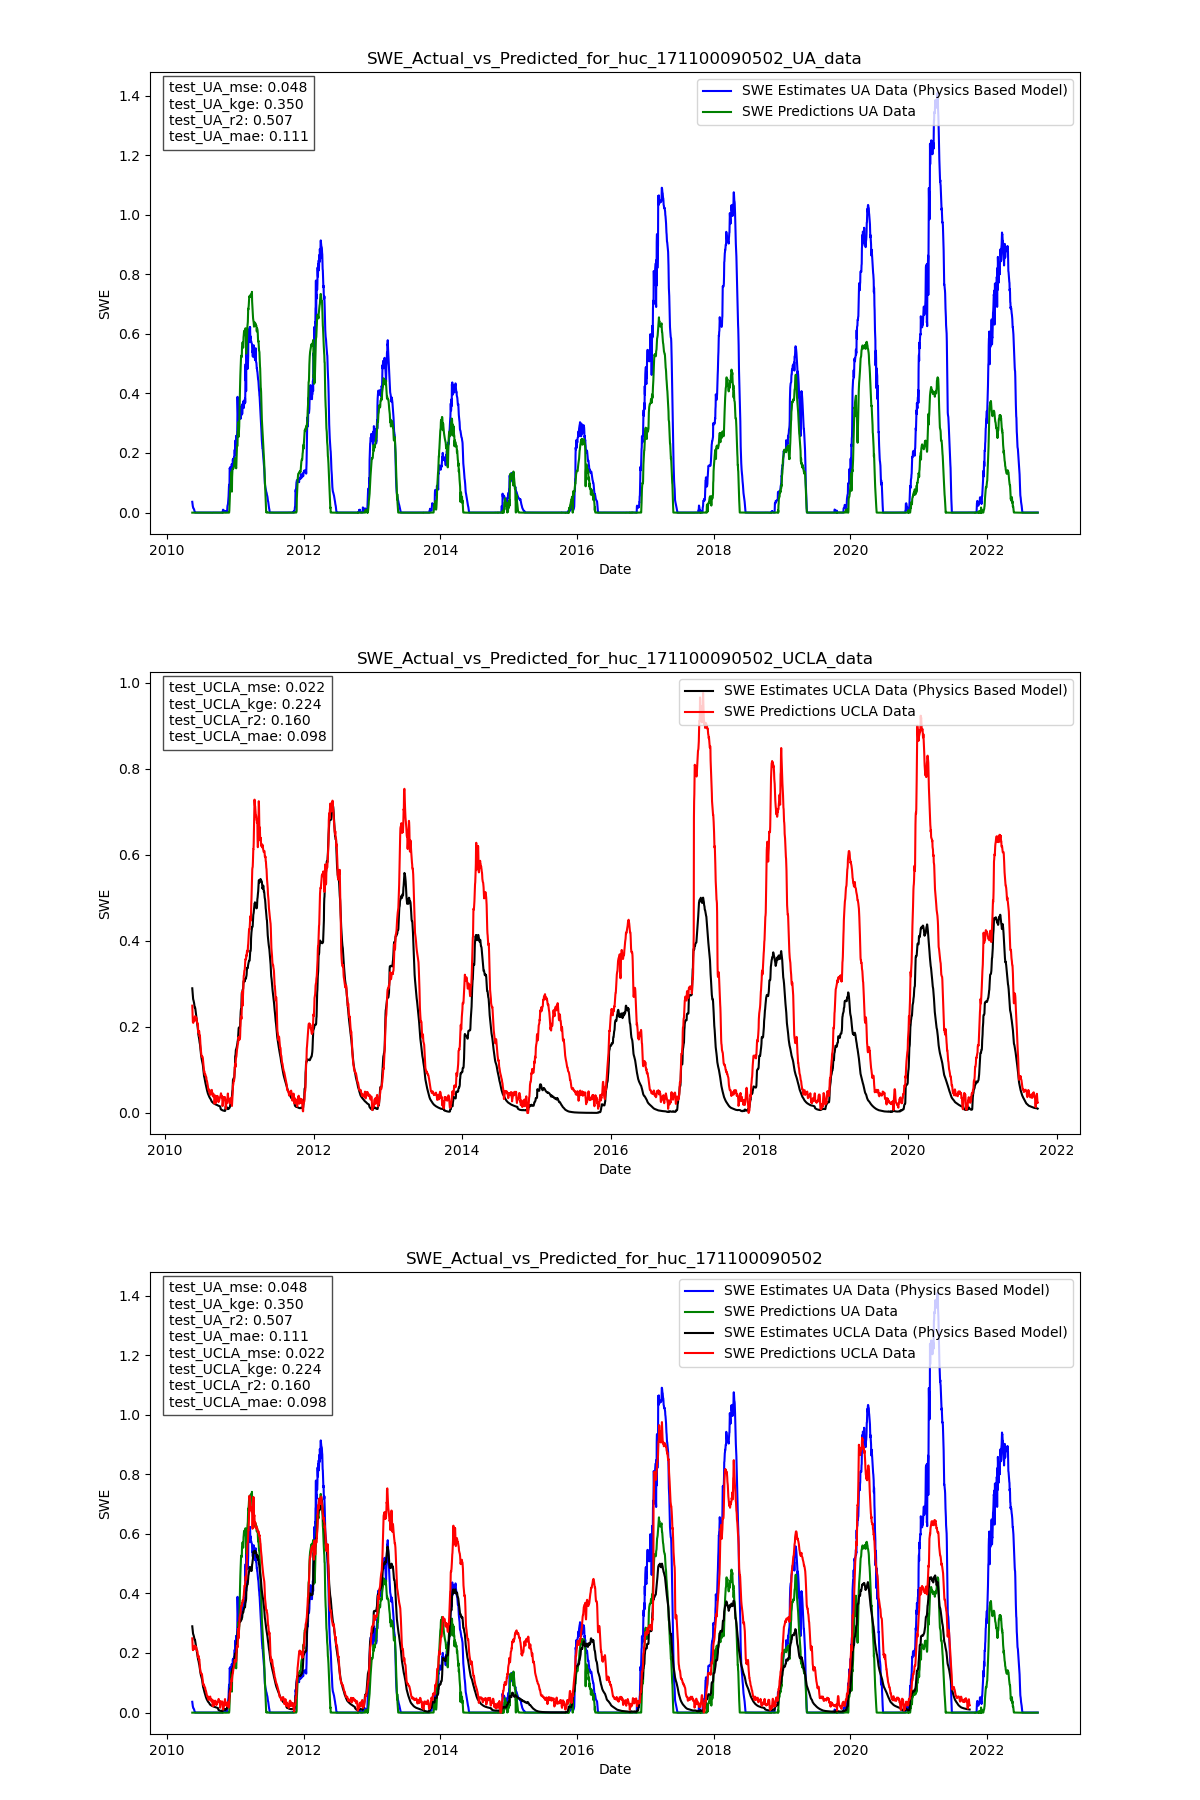 SWE_Actual_vs_Predicted_for_huc_171100090502_UA_data
test_UA_mse: 0.048
test_UA_kge: 0.350
test_UA_r2: 0.507
test_UA_mae: 0.111
SWE Estimates UA Data (Physics Based Model)
SWE Predictions UA Data
1.4
1.2
1.0
0.8
0.6
0.4
0.2
0.0
SWE
2010 2012 2014 2016 2018 2020 2022
Date
SWE_Actual_vs_Predicted_for_huc_171100090502_UCLA_data
test_UCLA_mse: 0.022
test_UCLA_kge: 0.224
test_UCLA_r2: 0.160
test_UCLA_mae: 0.098
SWE Estimates UCLA Data (Physics Based Model)
SWE Predictions UCLA Data
1.0
0.8
0.6
0.4
0.2
0.0
SWE
2010 2012 2014 2016 2018 2020 2022
Date
SWE_Actual_vs_Predicted_for_huc_171100090502
test_UA_mse: 0.048
test_UA_kge: 0.350
test_UA_r2: 0.507
test_UA_mae: 0.111
test_UCLA_mse: 0.022
test_UCLA_kge: 0.224
test_UCLA_r2: 0.160
test_UCLA_mae: 0.098
SWE Estimates UA Data (Physics Based Model)
SWE Predictions UA Data
SWE Estimates UCLA Data (Physics Based Model)
SWE Predictions UCLA Data
1.4
1.2
1.0
0.8
0.6
0.4
0.2
0.0
SWE
2010 2012 2014 2016 2018 2020 2022
Date